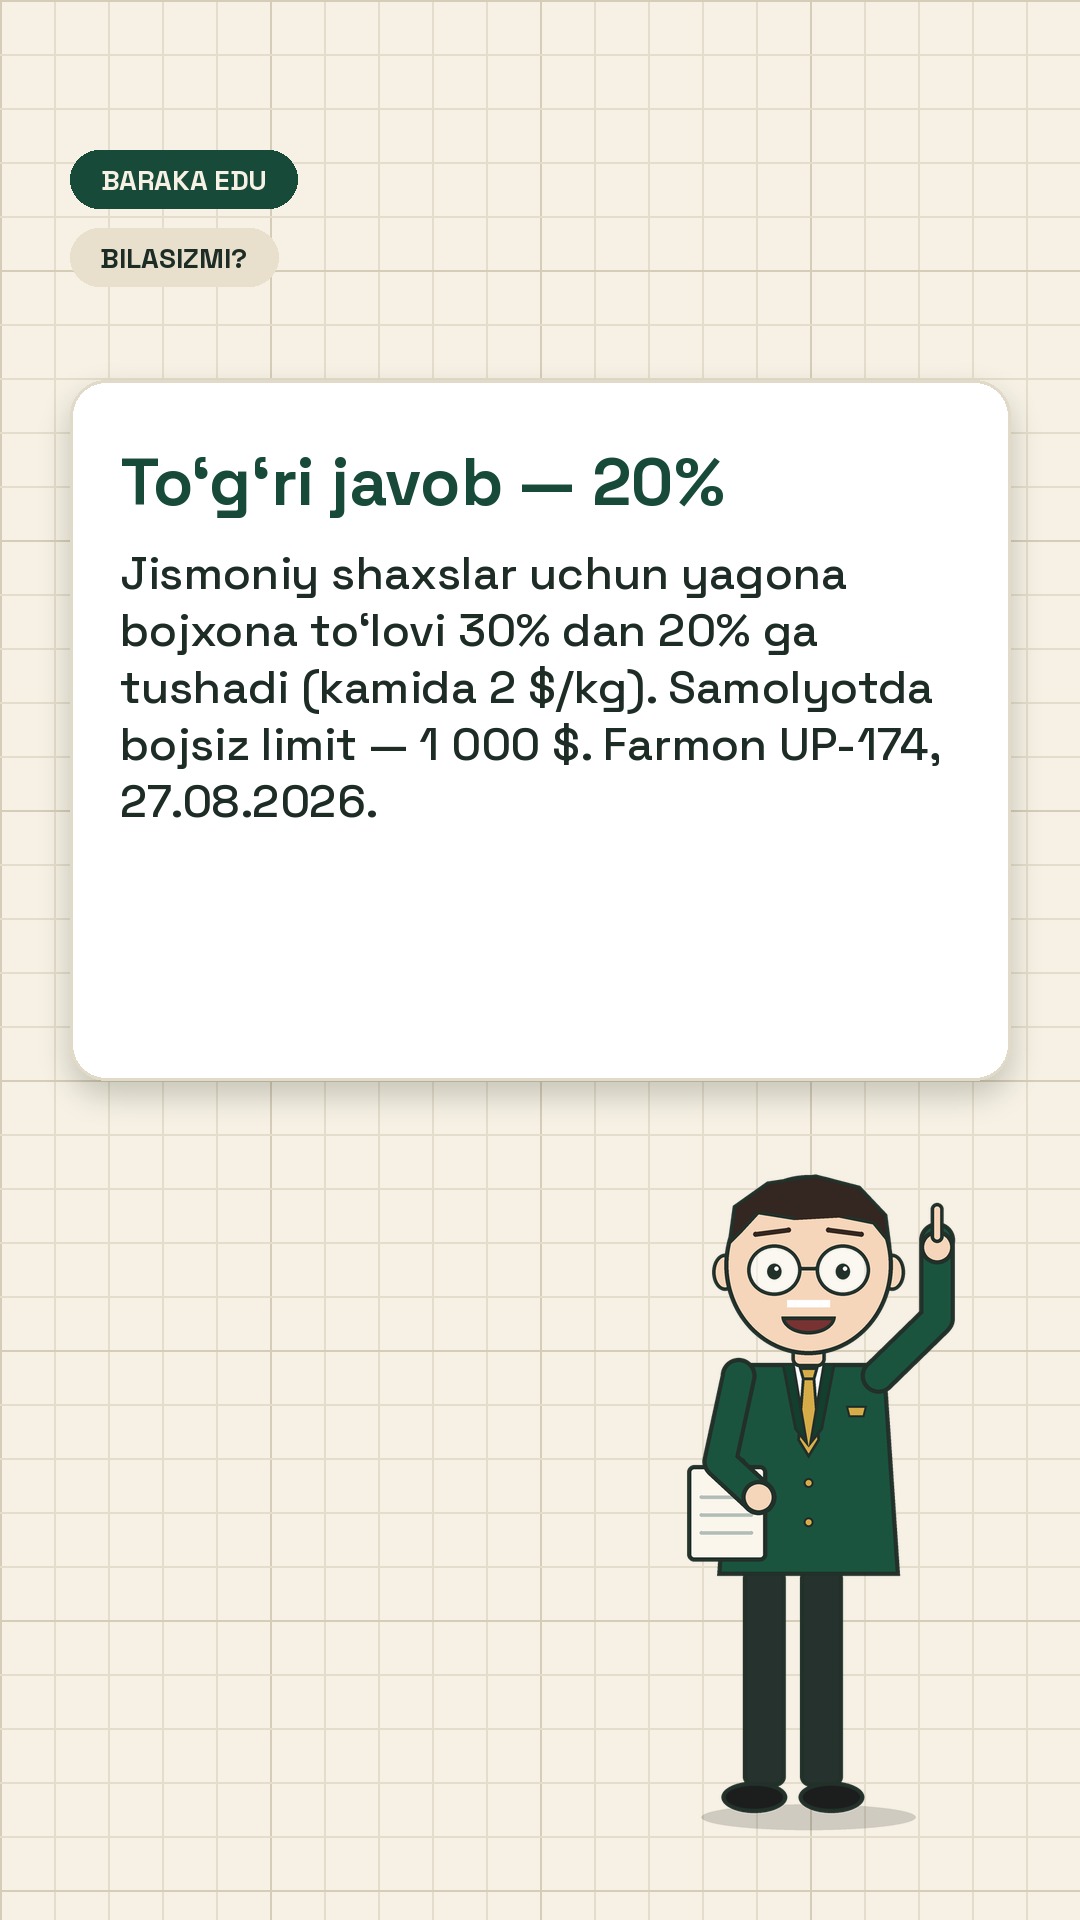 BARAKA EDU
BILASIZMI?
To‘g‘ri javob — 20%
Jismoniy shaxslar uchun yagona
bojxona to‘lovi 30% dan 20% ga
tushadi (kamida 2 $/kg). Samolyotda
bojsiz limit — 1 000 $. Farmon UP-174,
27.08.2026.